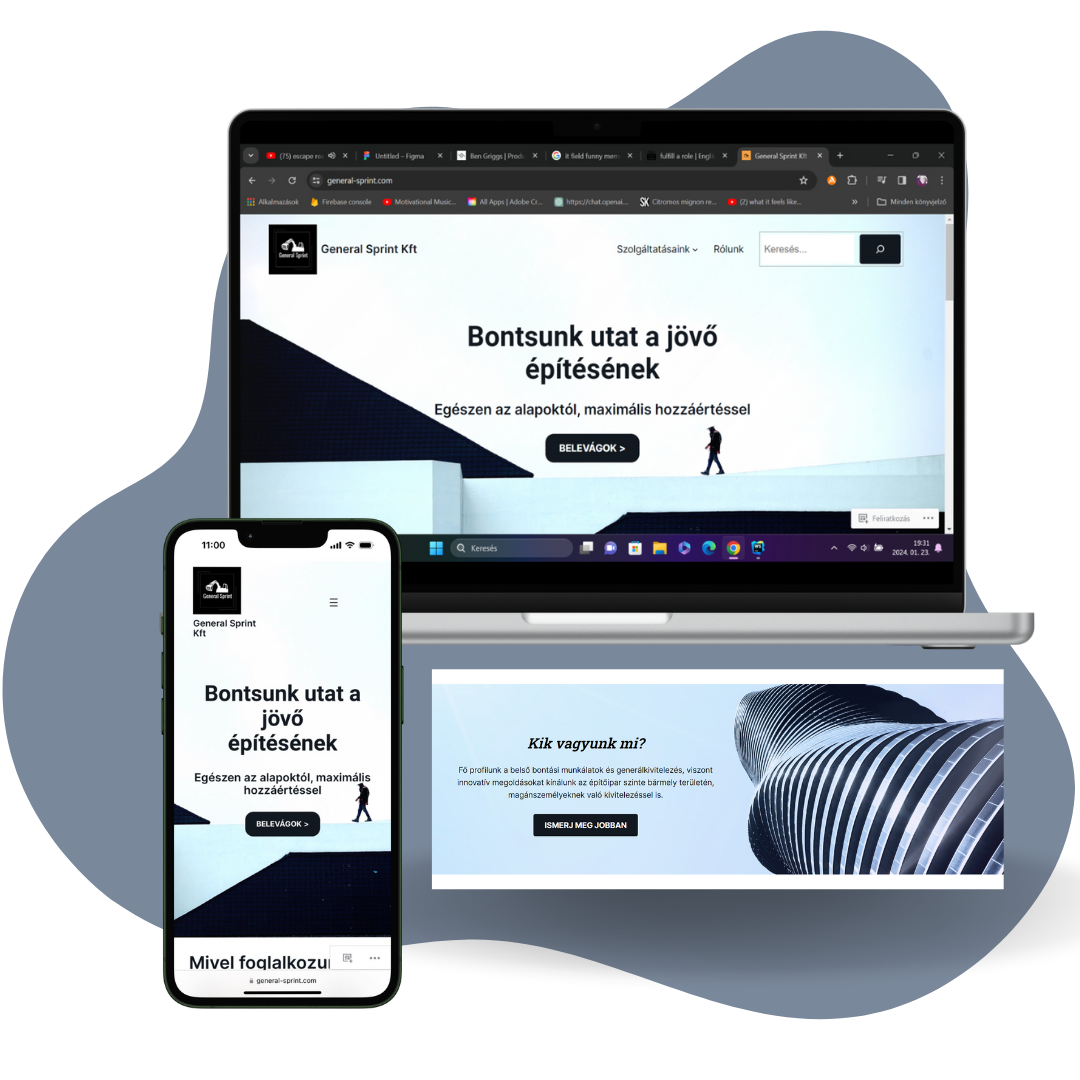 (75) escape ro
Untitled – Figma
Ben Griggs | Prod
it field funny mem
fulfill a role | Engl
General Sprint Kft
general-sprint.com
Alkalmazások
Firebase console
Motivational Music...
All Apps | Adobe Cr...
https://chat.openai....
SK Citromos mignon re...
(2) what it feels like...
»
Minden könyvjelző
General Sprint
General Sprint Kft
Szolgáltatásaink
Rólunk
Keresés...
Bontsunk utat a jövő
építésének
Egészen az alapoktól, maximális hozzáértéssel
BELEVÁGOK >
Feliratkozás
Keresés
19:31
2024. 01. 23.
11:00
General Sprint
General Sprint
Kft
Bontsunk utat a
jövő
építésének
Egészen az alapoktól, maximális
hozzáértéssel
BELEVÁGOK >
Mivel foglalkozu
general-sprint.com
Kik vagyunk mi?
Fő profilunk a belső bontási munkálatok és generálkivitelezés, viszont
innovatív megoldásokat kínálunk az építőipar szinte bármely területén,
magánszemélyeknek való kivitelezéssel is.
ISMERJ MEG JOBBAN